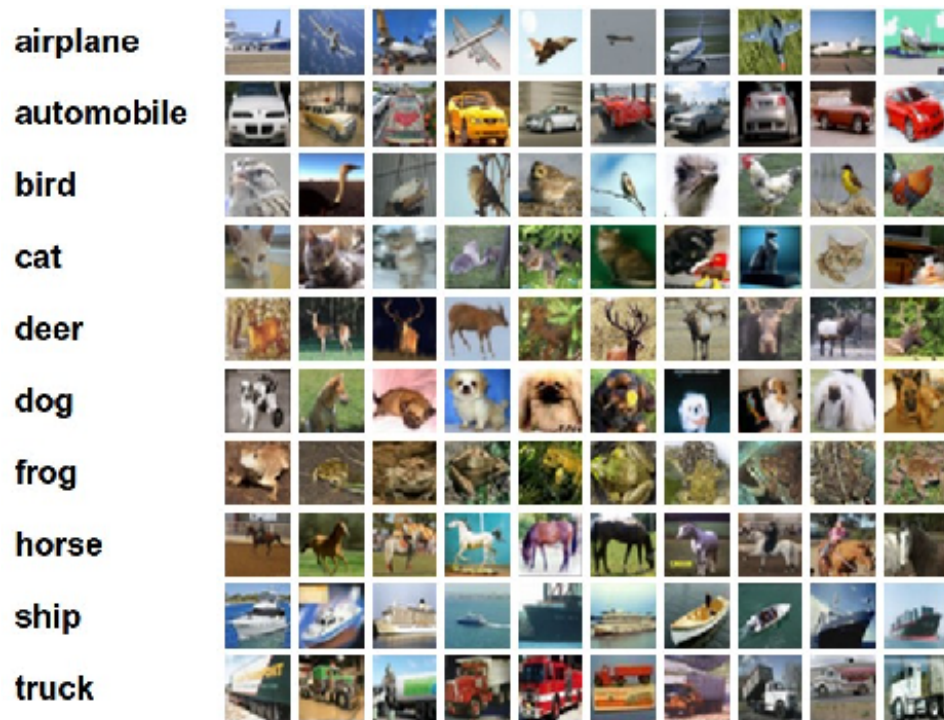 airplane
automobile
bird
cat
deer
dog
frog
horse
ship
truck